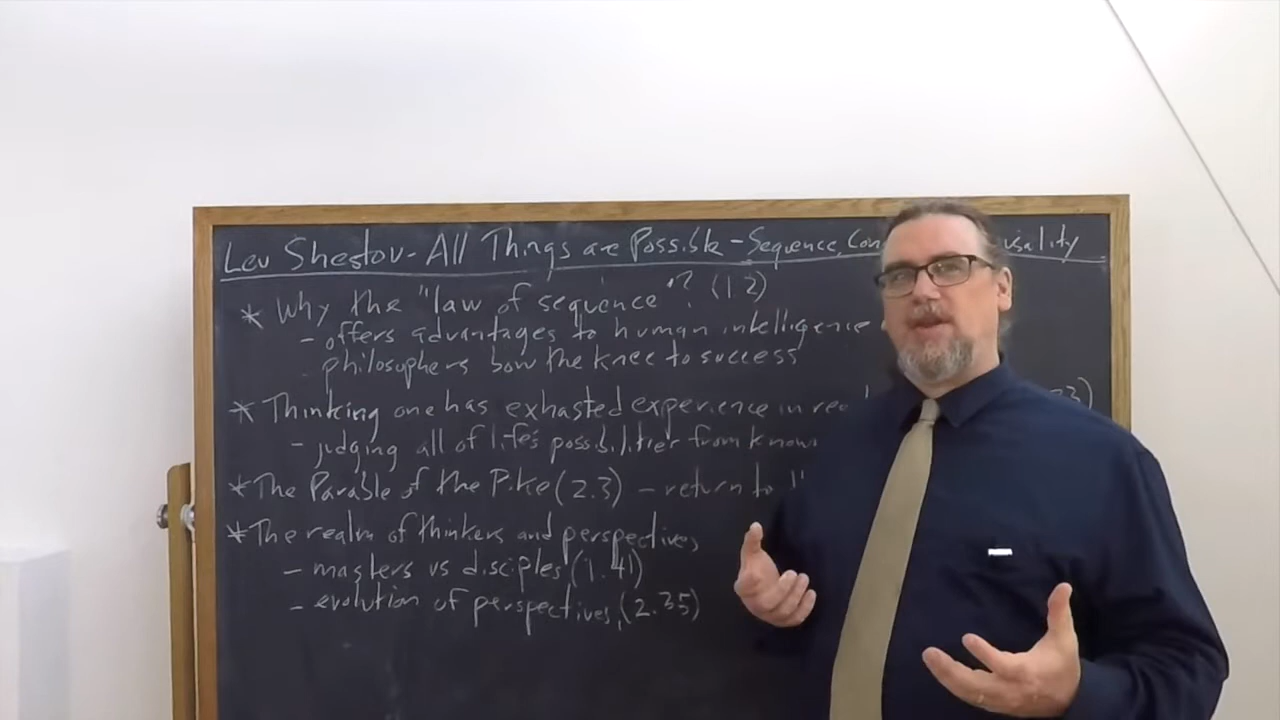 Lev Shestov - All Things are Possible - Sequence, Con usality
* Why the "law of sequence"? (1.2)
- offers advantages to human intelligence
philosophers bow the knee to success
* Thinking one has exhasted experience in rea 23)
- judging all of life's possibilities from known
* The Parable of the Pike (2.3) - return to
* The realm of thinkers and perspectives
- masters vs disciples, (1.41)
- evolution of perspectives, (2.35)